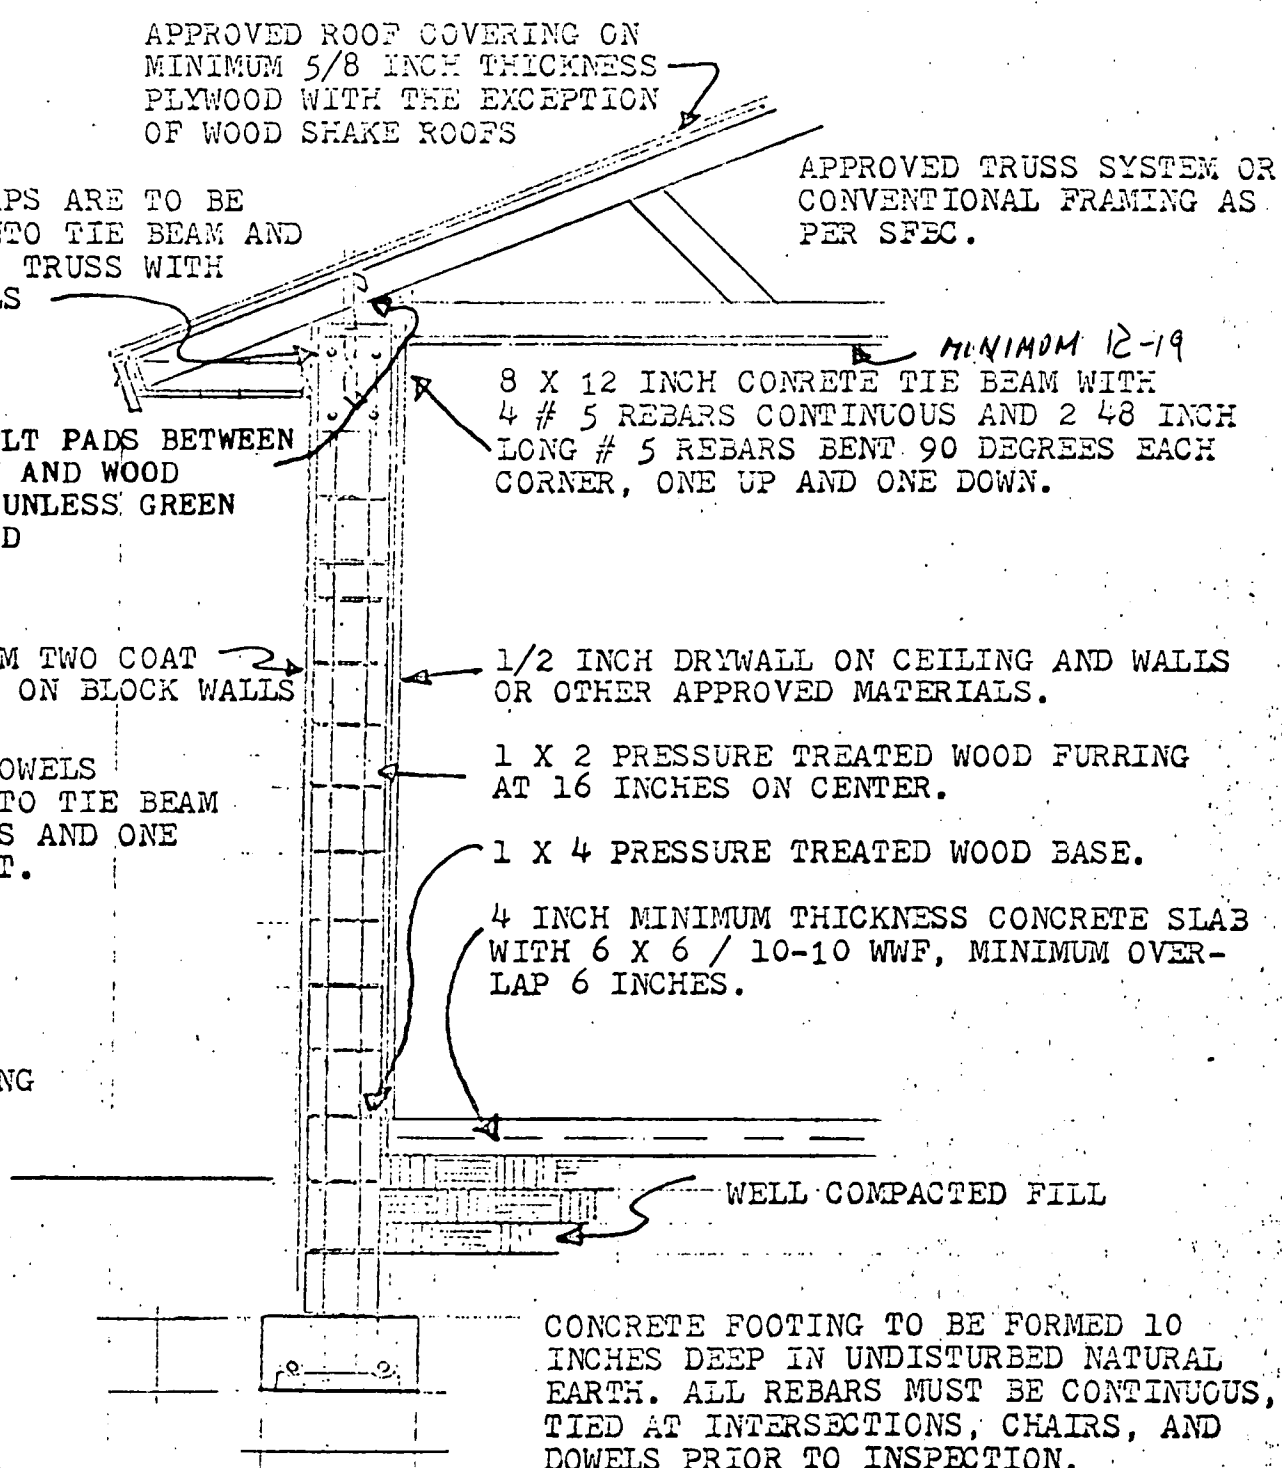 APPROVED ROOF COVERING ON
MINIMUM 5/8 INCH THICKNESS
PLYWOOD WITH THE EXCEPTION
OF WOOD SHAKE ROOFS
APPROVED TRUSS SYSTEM OR
CONVENTIONAL FRAMING AS
PER SFBC.
APS ARE TO BE
NTO TIE BEAM AND
TRUSS WITH
LS
MINIMUM 12-19
8 X 12 INCH CONRETE TIE BEAM WITH
4 # 5 REBARS CONTINUOUS AND 2 48 INCH
LONG # 5 REBARS BENT 90 DEGREES EACH
CORNER, ONE UP AND ONE DOWN.
LT PADS BETWEEN
AND WOOD
UNLESS GREEN
D
M TWO COAT
ON BLOCK WALLS
1/2 INCH DRYWALL ON CEILING AND WALLS
OR OTHER APPROVED MATERIALS.
OWELS
TO TIE BEAM
S AND ONE
T.
1 X 2 PRESSURE TREATED WOOD FURRING
AT 16 INCHES ON CENTER.
1 X 4 PRESSURE TREATED WOOD BASE.
4 INCH MINIMUM THICKNESS CONCRETE SLAB
WITH 6 X 6 / 10-10 WWF, MINIMUM OVER-
LAP 6 INCHES.
NG
WELL COMPACTED FILL
CONCRETE FOOTING TO BE FORMED 10
INCHES DEEP IN UNDISTURBED NATURAL
EARTH. ALL REBARS MUST BE CONTINUOUS,
TIED AT INTERSECTIONS, CHAIRS, AND
DOWELS PRIOR TO INSPECTION.